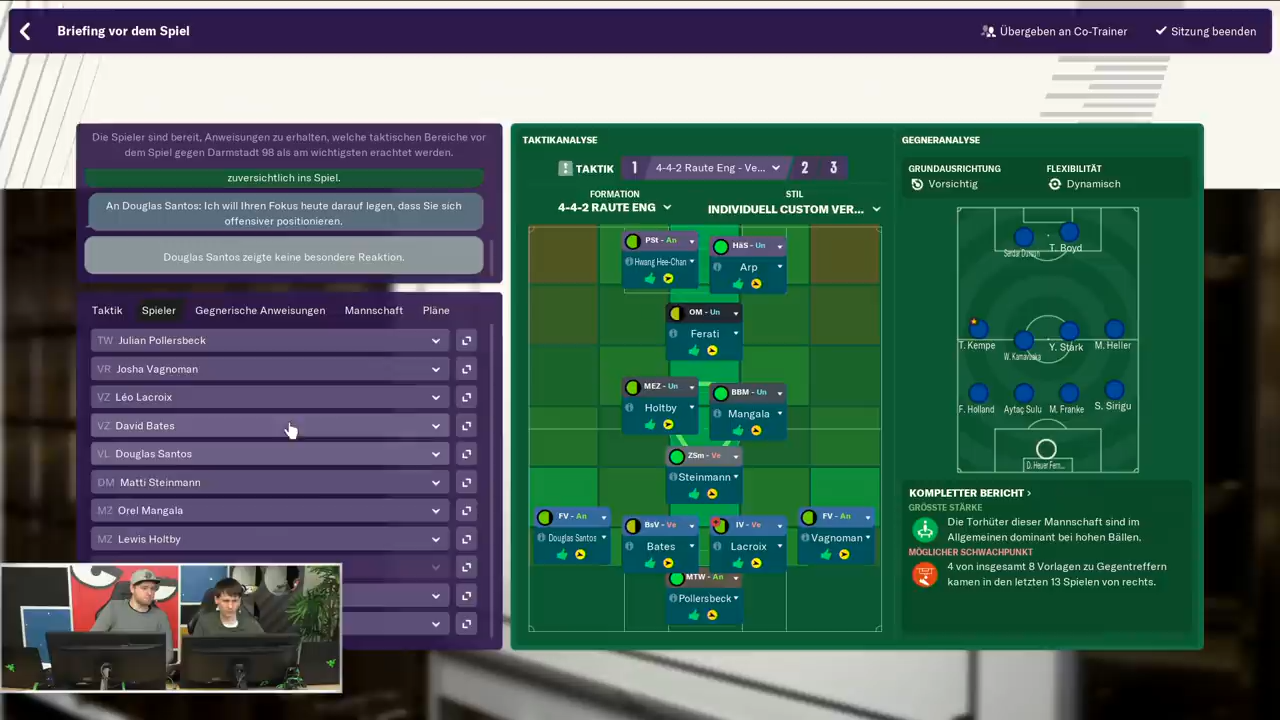 Briefing vor dem Spiel
Übergeben an Co-Trainer
Sitzung beenden
Die Spieler sind bereit, Anweisungen zu erhalten, welche taktischen Bereiche vor
dem Spiel gegen Darmstadt 98 als am wichtigsten erachtet werden.
zuversichtlich ins Spiel.
An Douglas Santos: Ich will Ihren Fokus heute darauf legen, dass Sie sich
offensiver positionieren.
Douglas Santos zeigte keine besondere Reaktion.
Taktik
Spieler
Gegnerische Anweisungen
Mannschaft
Pläne
TW Julian Pollersbeck
VR Josha Vagnoman
VZ Léo Lacroix
VZ David Bates
VL Douglas Santos
DM Matti Steinmann
MZ Orel Mangala
MZ Lewis Holtby
TAKTIKANALYSE
TAKTIK
1
4-4-2 Raute Eng - Ve...
2
3
FORMATION
4-4-2 RAUTE ENG
STIL
INDIVIDUELL CUSTOM VER...
PSt - An
Hwang Hee-Chan
HäS - Un
Arp
OM - Un
Ferati
MEZ - Un
Holtby
BBM - Un
Mangala
ZSm - Ve
Steinmann
FV - An
Douglas Santos
BsV - Ve
Bates
IV - Ve
Lacroix
FV - An
Vagnoman
MTW - An
Pollersbeck
GEGNERANALYSE
GRUNDAUSRICHTUNG
Vorsichtig
FLEXIBILITÄT
Dynamisch
Serdar Dursun
T. Boyd
T. Kempe
W. Kamavuaka
Y. Stark
M. Heller
F. Holland
Aytaç Sulu
M. Franke
S. Sirigu
D. Heuer Fern...
KOMPLETTER BERICHT >
GRÖSSTE STÄRKE
Die Torhüter dieser Mannschaft sind im
Allgemeinen dominant bei hohen Bällen.
MÖGLICHER SCHWACHPUNKT
4 von insgesamt 8 Vorlagen zu Gegentreffern
kamen in den letzten 13 Spielen von rechts.